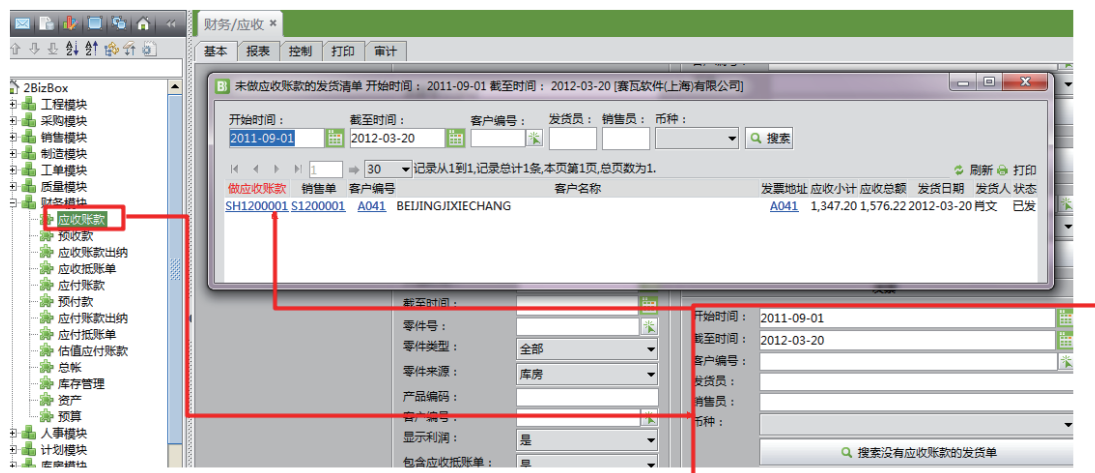 财务/应收 ×
基本 报表 控制 打印 审计
2BizBox
工程模块
采购模块
销售模块
制造模块
工单模块
质量模块
财务模块
应收账款
预收款
应收账款出纳
应收抵账单
应付账款
预付款
应付账款出纳
应付抵账单
估值应付账款
总帐
库存管理
资产
预算
人事模块
计划模块
库房模块
未做应收账款的发货清单 开始时间： 2011-09-01 截至时间： 2012-03-20 [赛瓦软件(上海)有限公司]
开始时间： 截至时间： 客户编号： 发货员： 销售员： 币种：
2011-09-01 2012-03-20 搜索
1 30 记录从1到1,记录总计1条,本页第1页,总页数为1. 刷新 打印
做应收账款 销售单 客户编号 客户名称 发票地址 应收小计 应收总额 发货日期 发货人 状态
SH1200001 S1200001 A041 BEIJINGJIXIECHANG A041 1,347.20 1,576.22 2012-03-20 肖文 已发
截至时间：
零件号：
零件类型： 全部
零件来源： 库房
产品编码：
客户编号：
显示利润： 是
包含应收抵账单： 是
开始时间： 2011-09-01
截至时间： 2012-03-20
客户编号：
发货员：
销售员：
币种：
搜索没有应收账款的发货单